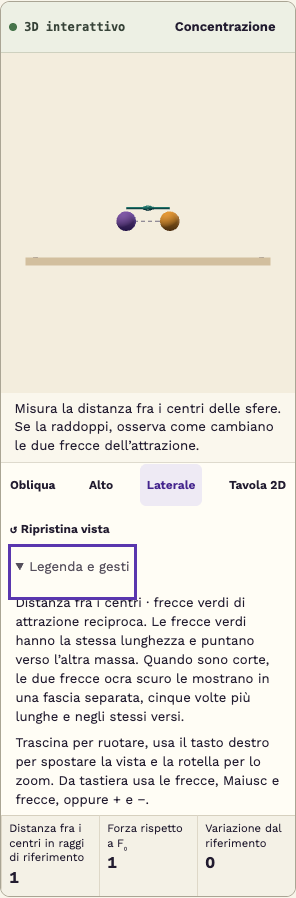 3D interattivo Concentrazione
Misura la distanza fra i centri delle sfere.
Se la raddoppi, osserva come cambiano
le due frecce dell’attrazione.
Obliqua Alto Laterale Tavola 2D
↺ Ripristina vista
▼ Legenda e gesti
Distanza fra i centri · frecce verdi di
attrazione reciproca. Le frecce verdi
hanno la stessa lunghezza e puntano
verso l’altra massa. Quando sono corte,
le due frecce ocra scuro le mostrano in
una fascia separata, cinque volte più
lunghe e negli stessi versi.
Trascina per ruotare, usa il tasto destro
per spostare la vista e la rotella per lo
zoom. Da tastiera usa le frecce, Maiusc e
frecce, oppure + e −.
Distanza fra i
centri in raggi
di riferimento
1
Forza rispetto
a F₀
1
Variazione dal
riferimento
0